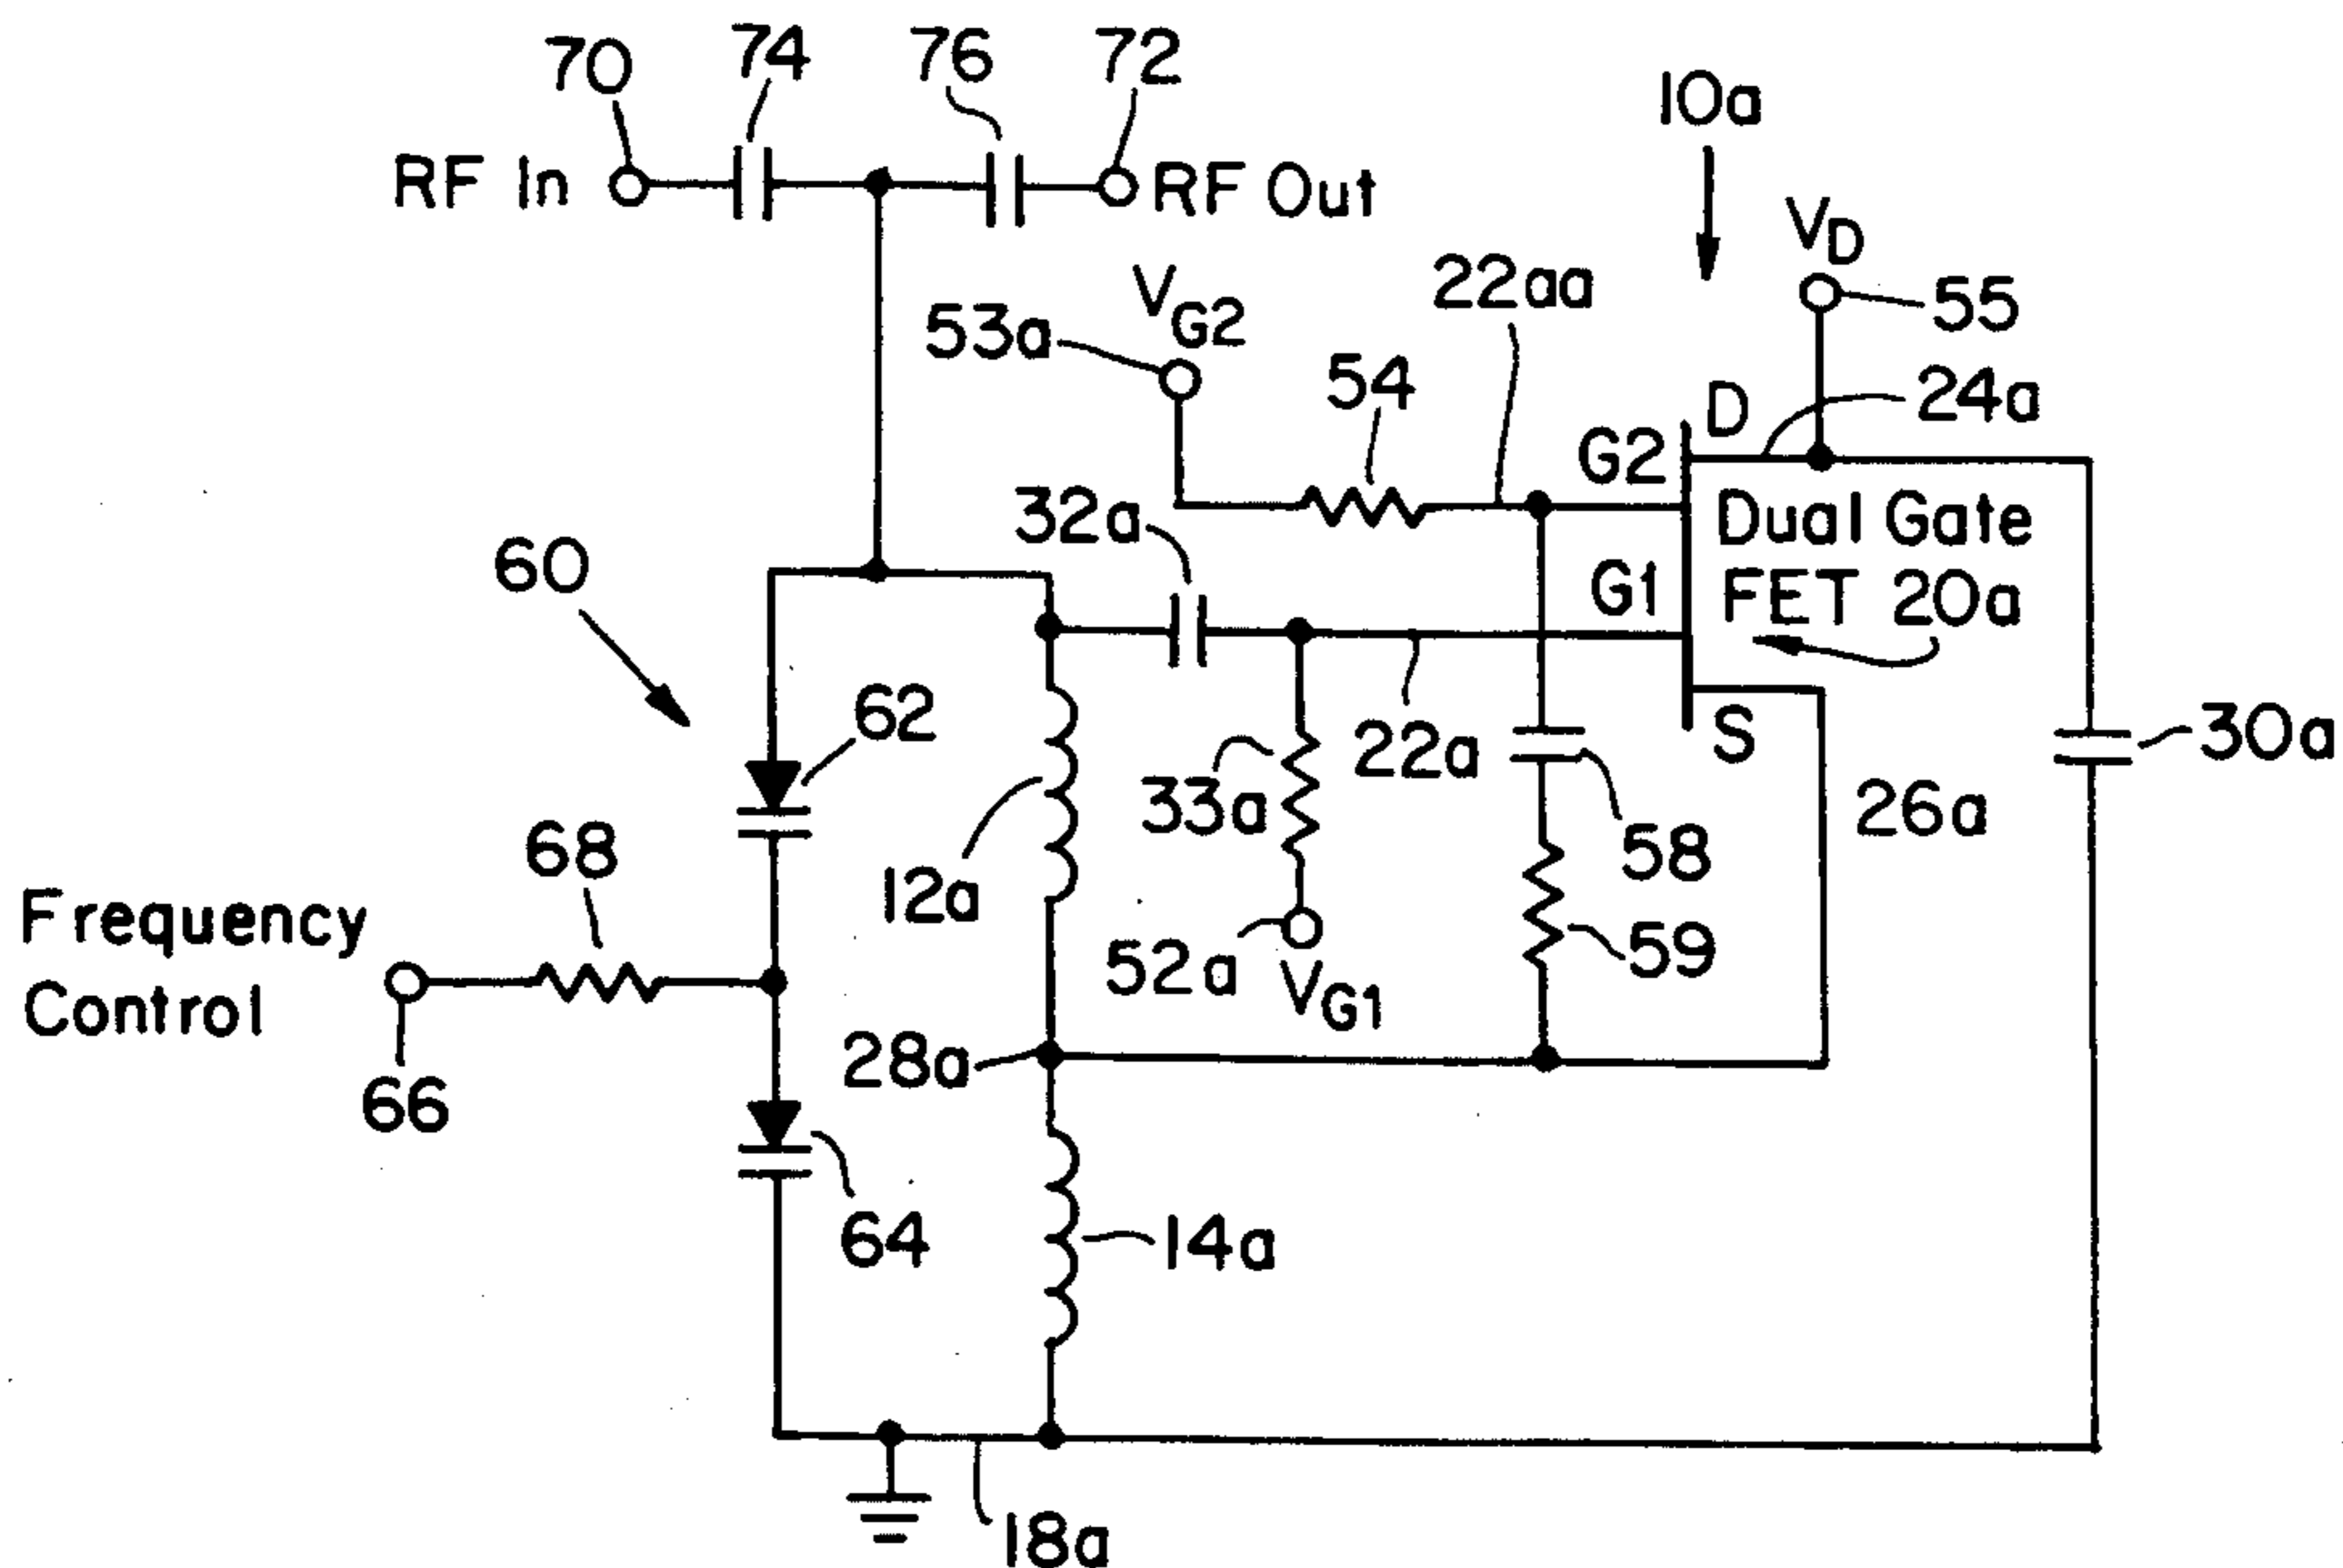 70
74
76
72
10a
RF In
RF Out
VD
VG2
22aa
55
53a
54
D
24a
G2
32a
Dual Gate
FET 20a
60
G1
62
22a
S
30a
33a
26a
68
12a
58
Frequency
Control
59
52a
VG1
28a
66
64
14a
18a